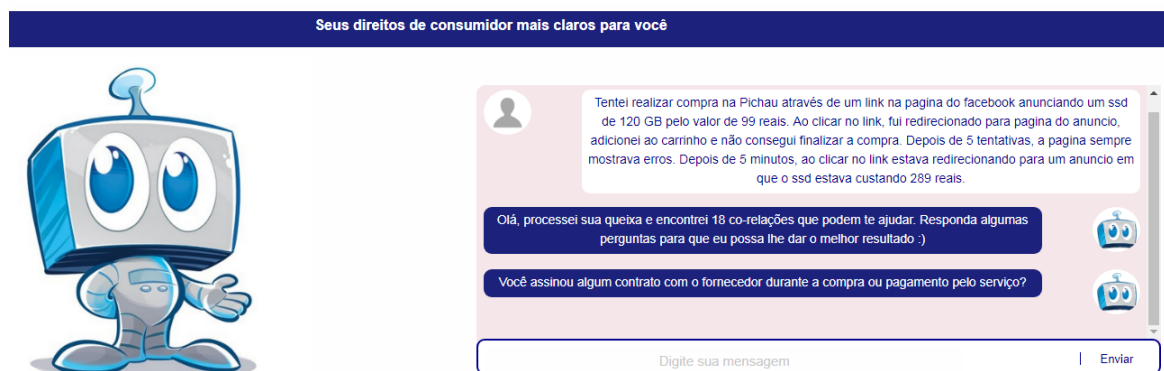 Seus direitos de consumidor mais claros para você
Tentei realizar compra na Pichau através de um link na pagina do facebook anunciando um ssd
de 120 GB pelo valor de 99 reais. Ao clicar no link, fui redirecionado para pagina do anuncio,
adicionei ao carrinho e não consegui finalizar a compra. Depois de 5 tentativas, a pagina sempre
mostrava erros. Depois de 5 minutos, ao clicar no link estava redirecionando para um anuncio em
que o ssd estava custando 289 reais.
Olá, processei sua queixa e encontrei 18 co-relações que podem te ajudar. Responda algumas
perguntas para que eu possa lhe dar o melhor resultado :)
Você assinou algum contrato com o fornecedor durante a compra ou pagamento pelo serviço?
Digite sua mensagem | Enviar